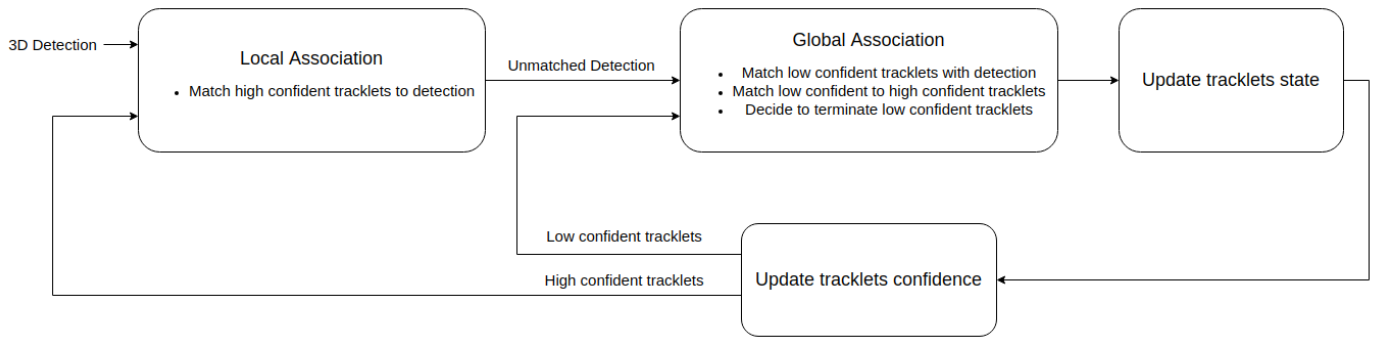 3D Detection
Local Association
• Match high confident tracklets to detection
Unmatched Detection
Global Association
• Match low confident tracklets with detection
• Match low confident to high confident tracklets
• Decide to terminate low confident tracklets
Update tracklets state
Low confident tracklets
High confident tracklets
Update tracklets confidence